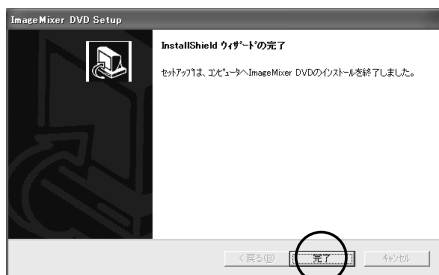 ImageMixer DVD Setup
InstallShield ウィザードの完了
セットアップは、コンピュータへImageMixer DVDのインストールを終了しました。
< 戻る(B)
完了
キャンセル